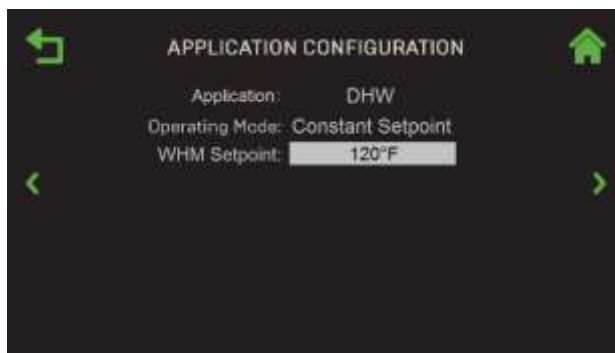 APPLICATION CONFIGURATION
Application: DHW
Operating Mode: Constant Setpoint
WHM Setpoint: 120°F